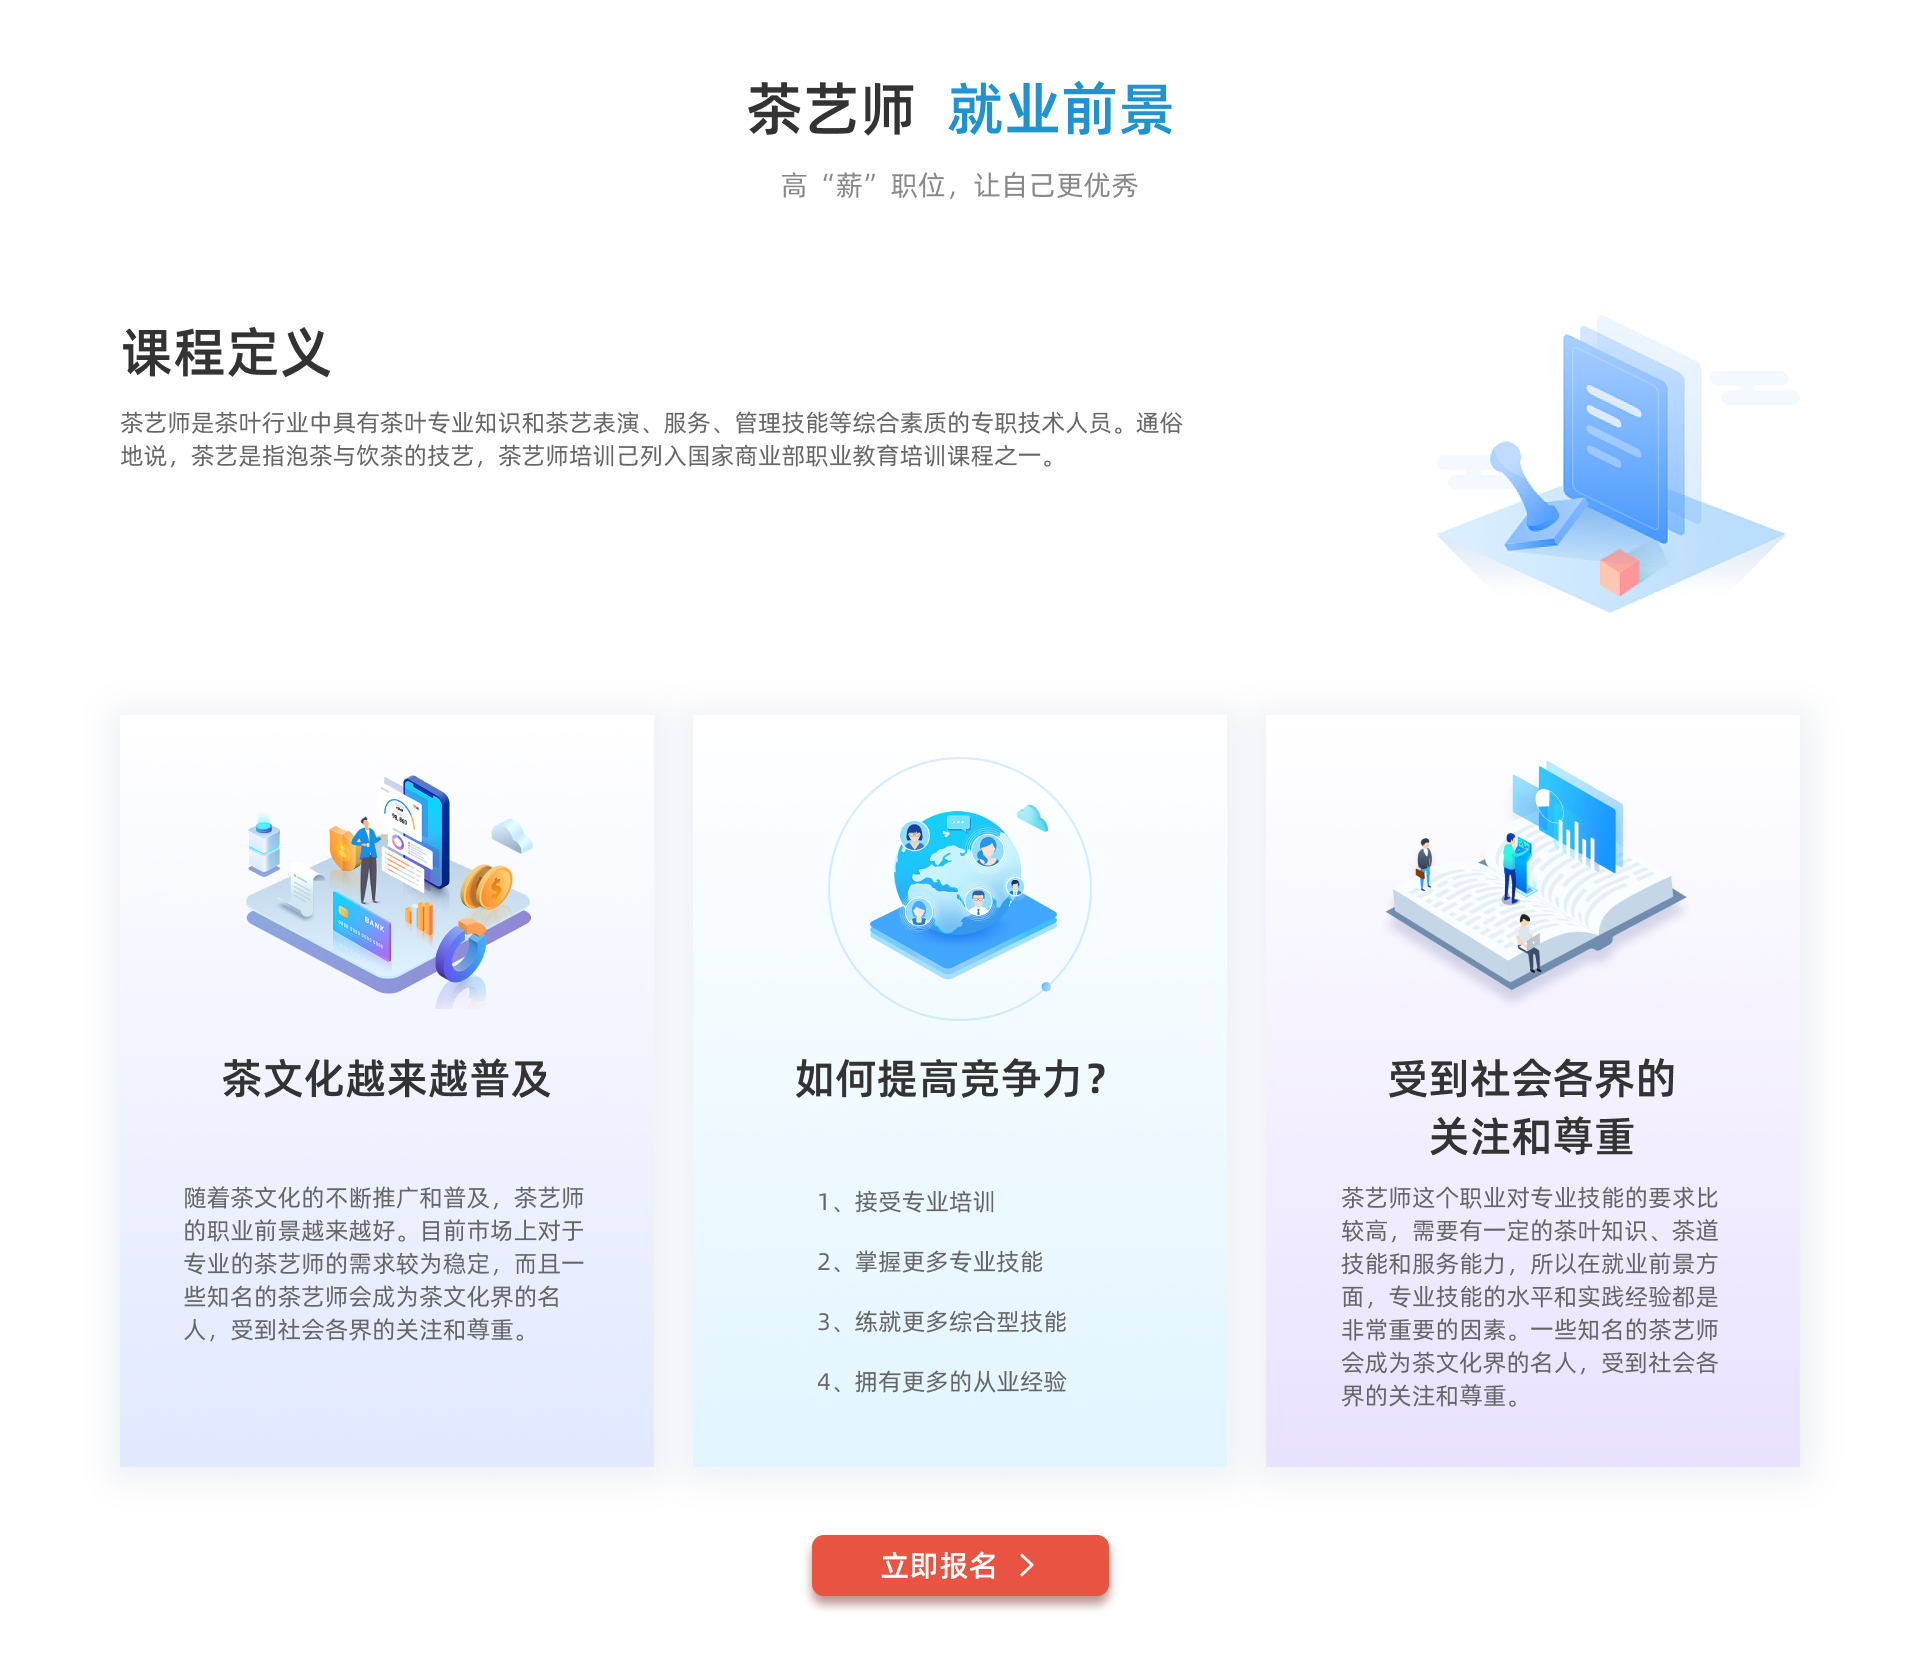 茶艺师 就业前景
高“薪”职位，让自己更优秀
课程定义
茶艺师是茶叶行业中具有茶叶专业知识和茶艺表演、服务、管理技能等综合素质的专职技术人员。通俗
地说，茶艺是指泡茶与饮茶的技艺，茶艺师培训己列入国家商业部职业教育培训课程之一。
BANK
茶文化越来越普及
随着茶文化的不断推广和普及，茶艺师
的职业前景越来越好。目前市场上对于
专业的茶艺师的需求较为稳定，而且一
些知名的茶艺师会成为茶文化界的名
人，受到社会各界的关注和尊重。
如何提高竞争力？
1、接受专业培训
2、掌握更多专业技能
3、练就更多综合型技能
4、拥有更多的从业经验
受到社会各界的
关注和尊重
茶艺师这个职业对专业技能的要求比
较高，需要有一定的茶叶知识、茶道
技能和服务能力，所以在就业前景方
面，专业技能的水平和实践经验都是
非常重要的因素。一些知名的茶艺师
会成为茶文化界的名人，受到社会各
界的关注和尊重。
立即报名